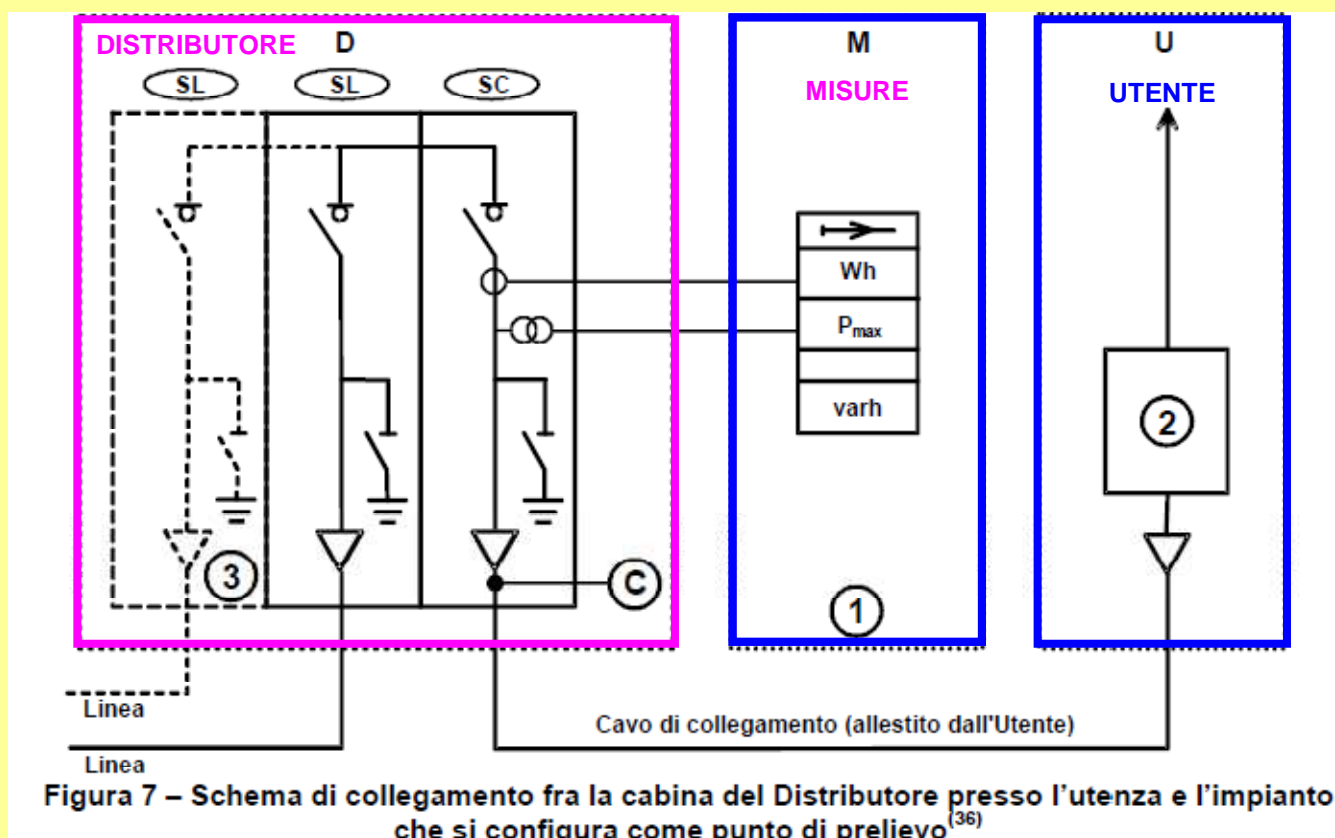 DISTRIBUTORE D
M
U
SL
SL
SC
MISURE
UTENTE
Wh
Pmax
varh
2
3
C
1
Linea
Cavo di collegamento (allestito dall'Utente)
Linea
Figura 7 – Schema di collegamento fra la cabina del Distributore presso l'utenza e l'impianto
che si configura come punto di prelievo(36)